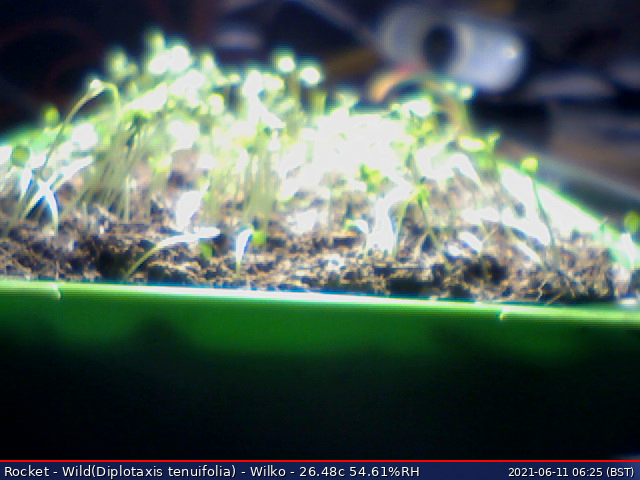 Rocket - Wild(Diplotaxis tenuifolia) - Wilko - 26.48c 54.61%RH
2021-06-11 06:25 (BST)